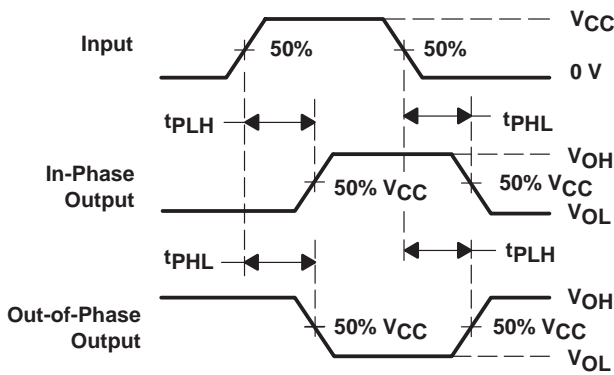 Input
50%
50%
VCC
0 V
tPLH
tPHL
In-Phase
Output
50% VCC
50% VCC
VOH
VOL
tPHL
tPLH
Out-of-Phase
Output
50% VCC
50% VCC
VOH
VOL